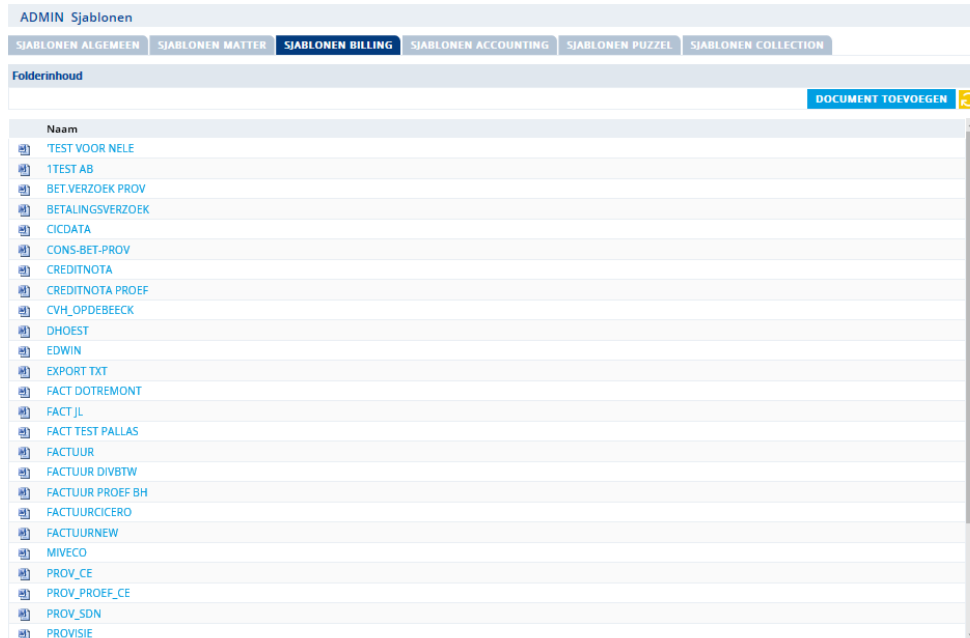 ADMIN Sjablonen
SJABLONEN ALGEMEEN SJABLONEN MATTER SJABLONEN BILLING SJABLONEN ACCOUNTING SJABLONEN PUZZEL SJABLONEN COLLECTION
Folderinhoud
DOCUMENT TOEVOEGEN
Naam
'TEST VOOR NELE
1TEST AB
BET.VERZOEK PROV
BETALINGSVERZOEK
CICDATA
CONS-BET-PROV
CREDITNOTA
CREDITNOTA PROEF
CVH_OPDEBEECK
DHOEST
EDWIN
EXPORT TXT
FACT DOTREMONT
FACT JL
FACT TEST PALLAS
FACTUUR
FACTUUR DIVBTW
FACTUUR PROEF BH
FACTUURCICERO
FACTUURNEW
MIVECO
PROV_CE
PROV_PROEF_CE
PROV_SDN
PROVISIE